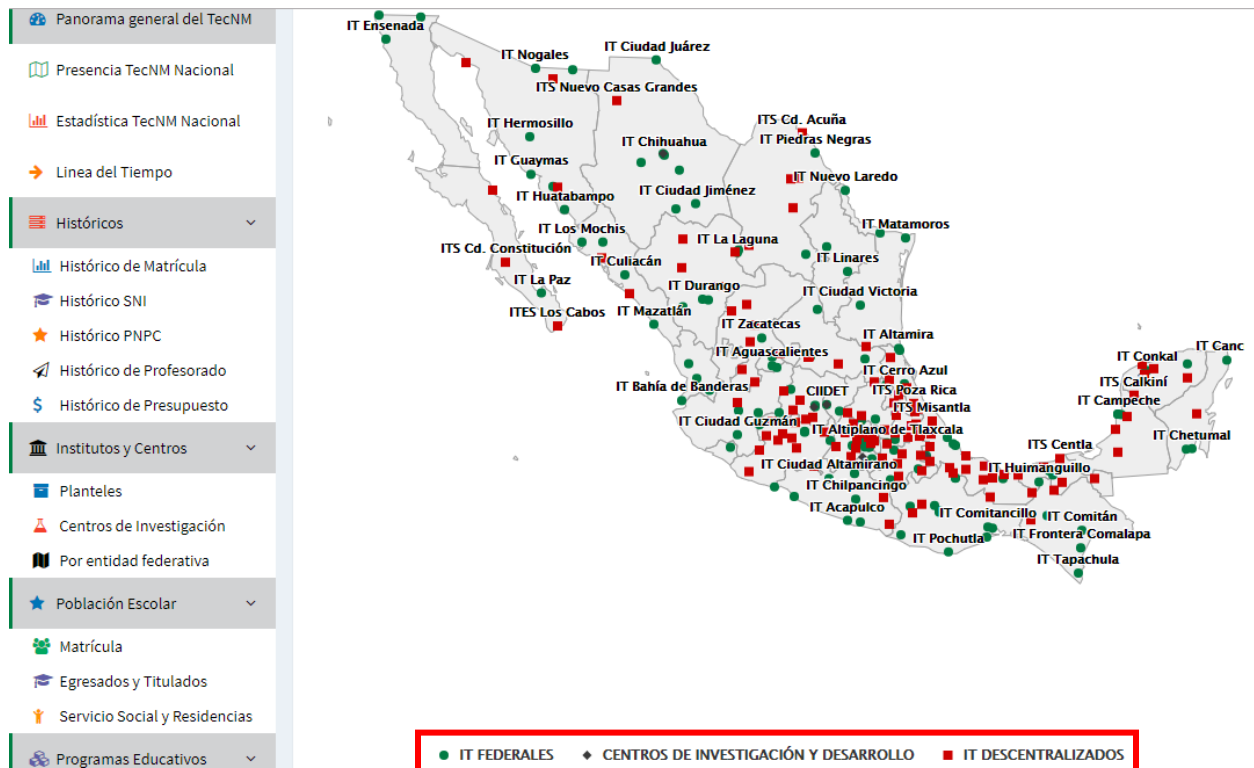 Panorama general del TecNM
Presencia TecNM Nacional
Estadística TecNM Nacional
Linea del Tiempo
Históricos
Histórico de Matrícula
Histórico SNI
Histórico PNPC
Histórico de Profesorado
Histórico de Presupuesto
Institutos y Centros
Planteles
Centros de Investigación
Por entidad federativa
Población Escolar
Matrícula
Egresados y Titulados
Servicio Social y Residencias
Programas Educativos
IT Ensenada
IT Nogales
IT Ciudad Juárez
ITS Nuevo Casas Grandes
IT Hermosillo
ITS Cd. Acuña
IT Chihuahua
IT Piedras Negras
IT Guaymas
IT Nuevo Laredo
IT Huatabampo
IT Ciudad Jiménez
IT Los Mochis
IT Matamoros
ITS Cd. Constitución
IT La Laguna
IT Culiacán
IT Linares
IT La Paz
IT Durango
IT Ciudad Victoria
ITES Los Cabos
IT Mazatlán
IT Zacatecas
IT Altamira
IT Aguascalientes
IT Conkal
IT Canc
IT Cerro Azul
IT Bahía de Banderas
CIIDET
ITS Poza Rica
ITS Calkiní
ITS Misantla
IT Campeche
IT Ciudad Guzmán
IT Altiplano de Tlaxcala
IT Chetumal
ITS Centla
IT Ciudad Altamirano
IT Huimanguillo
IT Chilpancingo
IT Acapulco
IT Comitancillo
IT Comitán
IT Pochutla
IT Frontera Comalapa
IT Tapachula
IT FEDERALES
CENTROS DE INVESTIGACIÓN Y DESARROLLO
IT DESCENTRALIZADOS